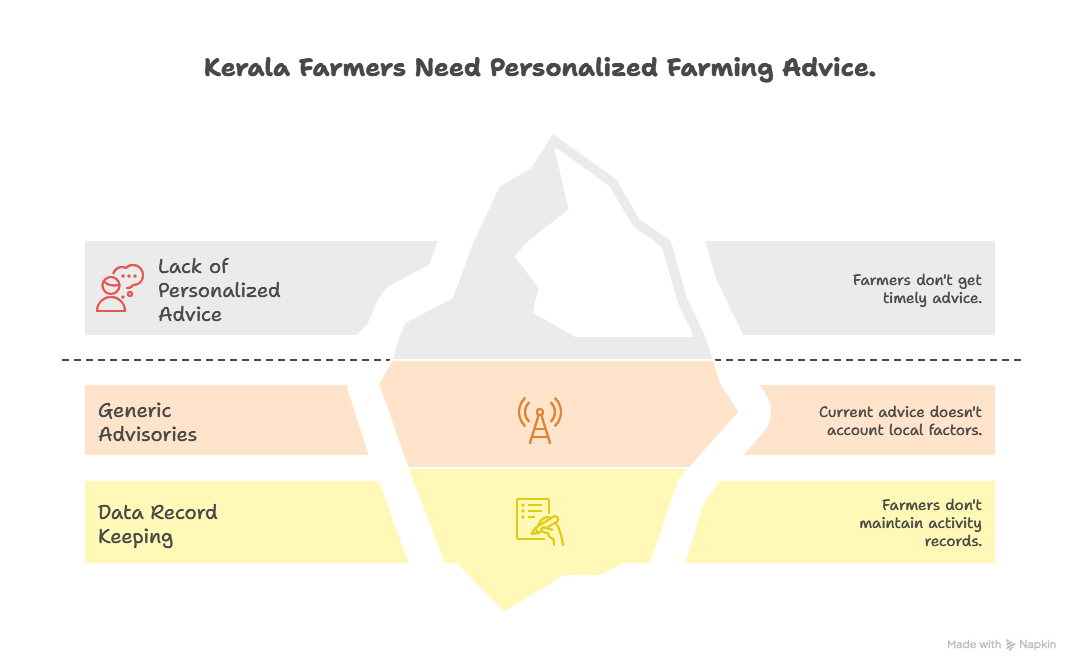 Kerala Farmers Need Personalized Farming Advice.
Lack of
Personalized
Advice
Farmers don't get
timely advice.
Generic
Advisories
Current advice doesn't
account local factors.
Data Record
Keeping
Farmers don't
maintain activity
records.
Made with Napkin